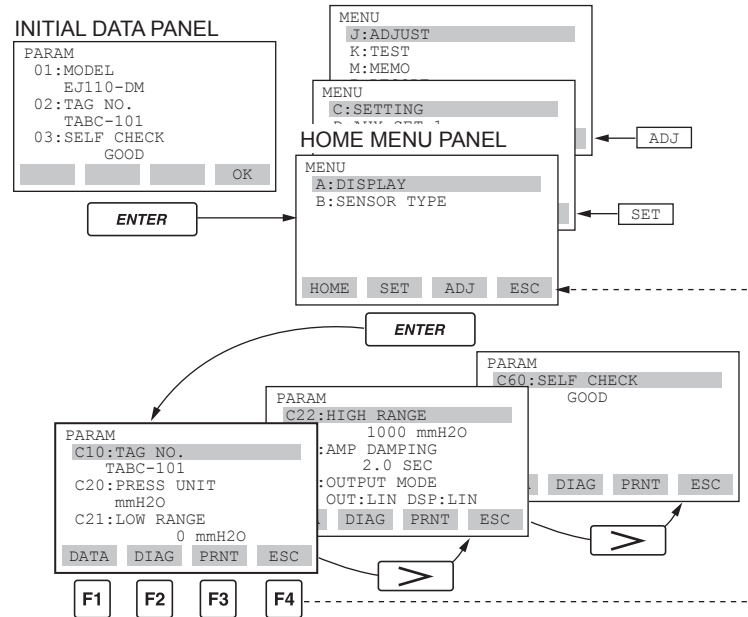 INITIAL DATA PANEL
PARAM
01:MODEL
EJ110-DM
02:TAG NO.
TABC-101
03:SELF CHECK
GOOD
OK
ENTER
MENU
J:ADJUST
K:TEST
M:MEMO
ADJ
MENU
C:SETTING
SET
HOME MENU PANEL
MENU
A:DISPLAY
B:SENSOR TYPE
HOME SET ADJ ESC
ENTER
PARAM
C10:TAG NO.
TABC-101
C20:PRESS UNIT
mmH2O
C21:LOW RANGE
0 mmH2O
DATA DIAG PRNT ESC
F1 F2 F3 F4
PARAM
C22:HIGH RANGE
1000 mmH2O
:AMP DAMPING
2.0 SEC
:OUTPUT MODE
OUT:LIN DSP:LIN
DIAG PRNT ESC
>
PARAM
C60:SELF CHECK
GOOD
DIAG PRNT ESC
>